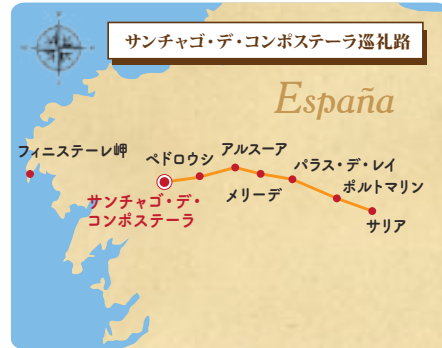 サンチャゴ・デ・コンポステーラ巡礼路
España
フィニステーレ岬
ペドロウシ
アルスーア
パラス・デ・レイ
ポルトマリン
メリーデ
サンチャゴ・デ・
コンポステーラ
サリア